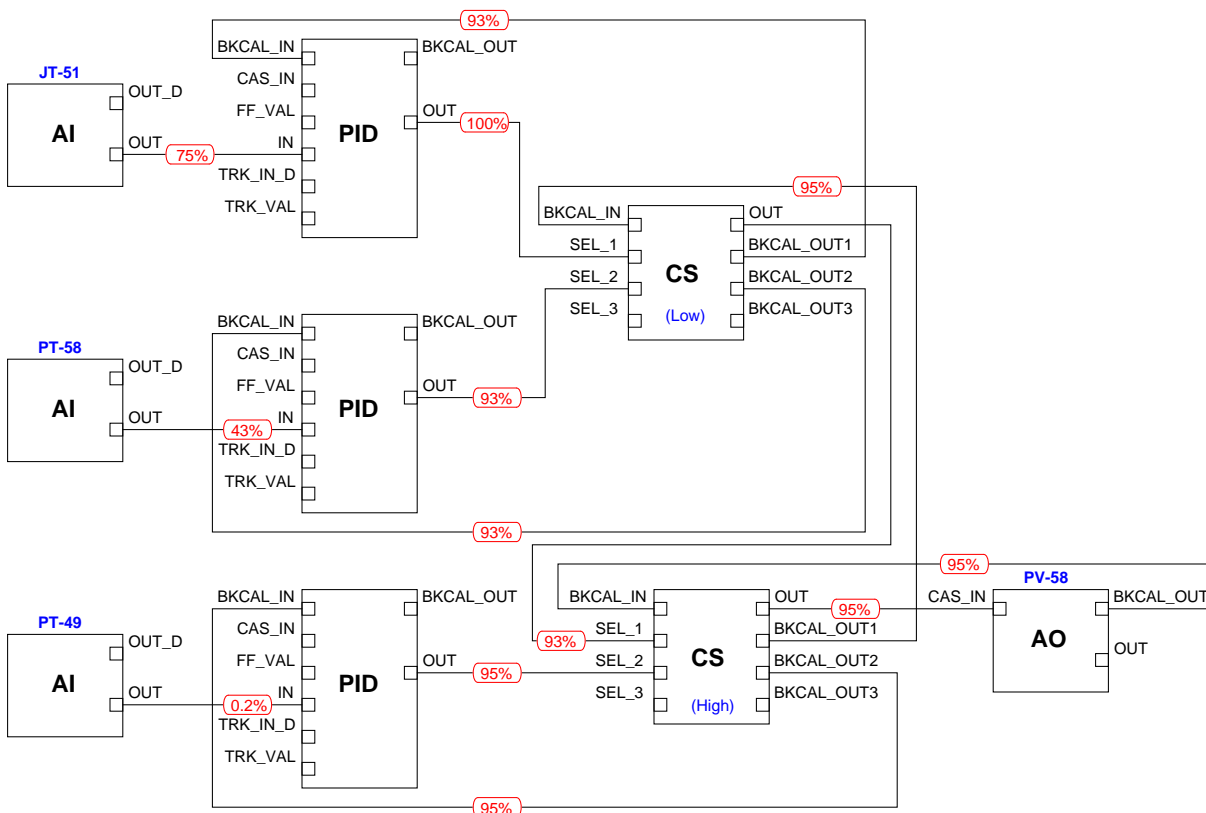 93%
BKCAL_IN
BKCAL_OUT
JT-51
CAS_IN
OUT_D
FF_VAL
OUT
AI
PID
100%
OUT
75%
IN
TRK_IN_D
TRK_VAL
95%
BKCAL_IN
OUT
SEL_1
BKCAL_OUT1
CS
SEL_2
BKCAL_OUT2
SEL_3
(Low)
BKCAL_OUT3
BKCAL_IN
BKCAL_OUT
PT-58
CAS_IN
OUT_D
FF_VAL
OUT
AI
PID
93%
OUT
43%
IN
TRK_IN_D
TRK_VAL
93%
95%
PV-58
BKCAL_IN
BKCAL_OUT
BKCAL_IN
OUT
95%
CAS_IN
BKCAL_OUT
PT-49
CAS_IN
OUT_D
93%
SEL_1
BKCAL_OUT1
AO
FF_VAL
OUT
CS
OUT
AI
PID
95%
SEL_2
BKCAL_OUT2
OUT
0.2%
IN
SEL_3
(High)
BKCAL_OUT3
TRK_IN_D
TRK_VAL
95%